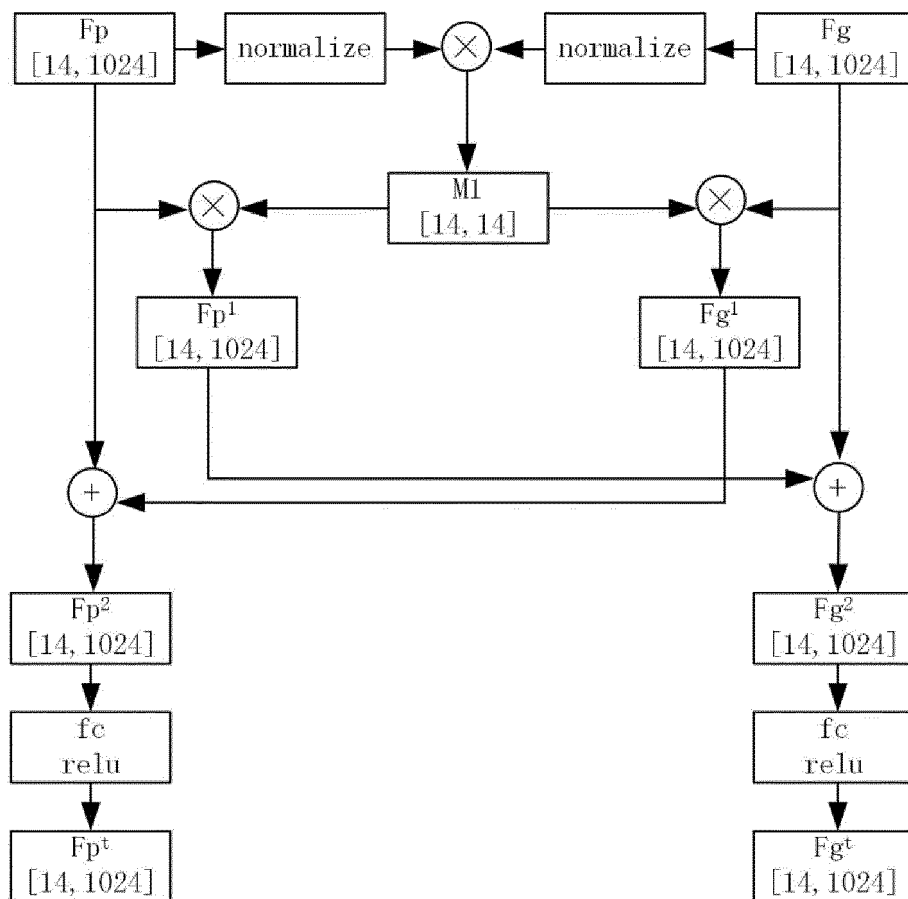 Fp
[14, 1024]
normalize
×
normalize
Fg
[14, 1024]
×
M1
[14, 14]
×
Fp¹
[14, 1024]
Fg¹
[14, 1024]
+
+
Fp²
[14, 1024]
Fg²
[14, 1024]
fc
relu
fc
relu
Fpᵗ
[14, 1024]
Fgᵗ
[14, 1024]